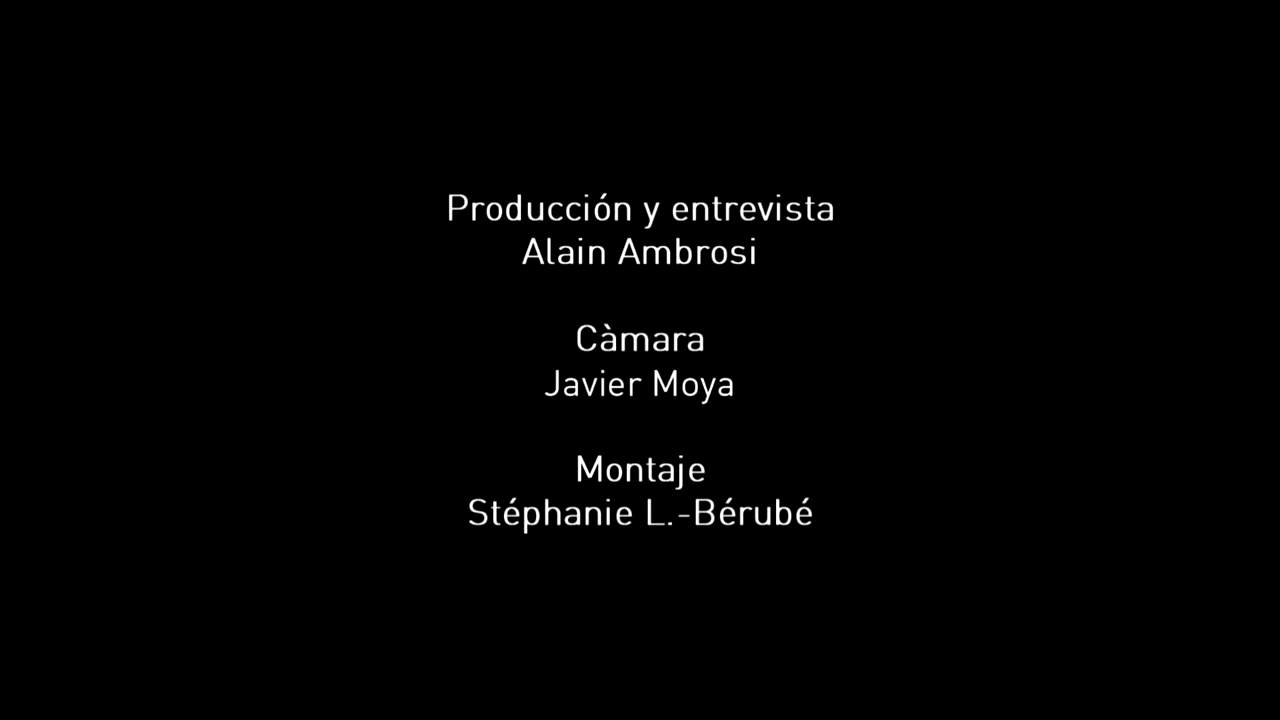 Producción y entrevista
Alain Ambrosi
Càmara
Javier Moya
Montaje
Stéphanie L.-Bérubé